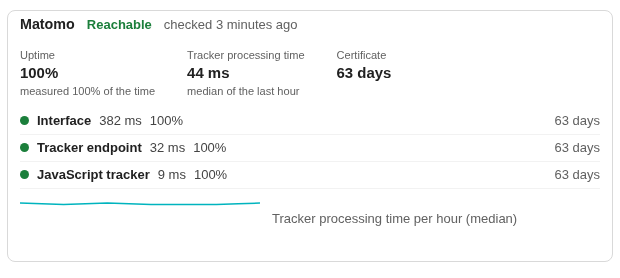 Matomo Reachable checked 3 minutes ago
Uptime Tracker processing time Certificate
100% 44 ms 63 days
measured 100% of the time median of the last hour
Interface 382 ms 100% 63 days
Tracker endpoint 32 ms 100% 63 days
JavaScript tracker 9 ms 100% 63 days
Tracker processing time per hour (median)